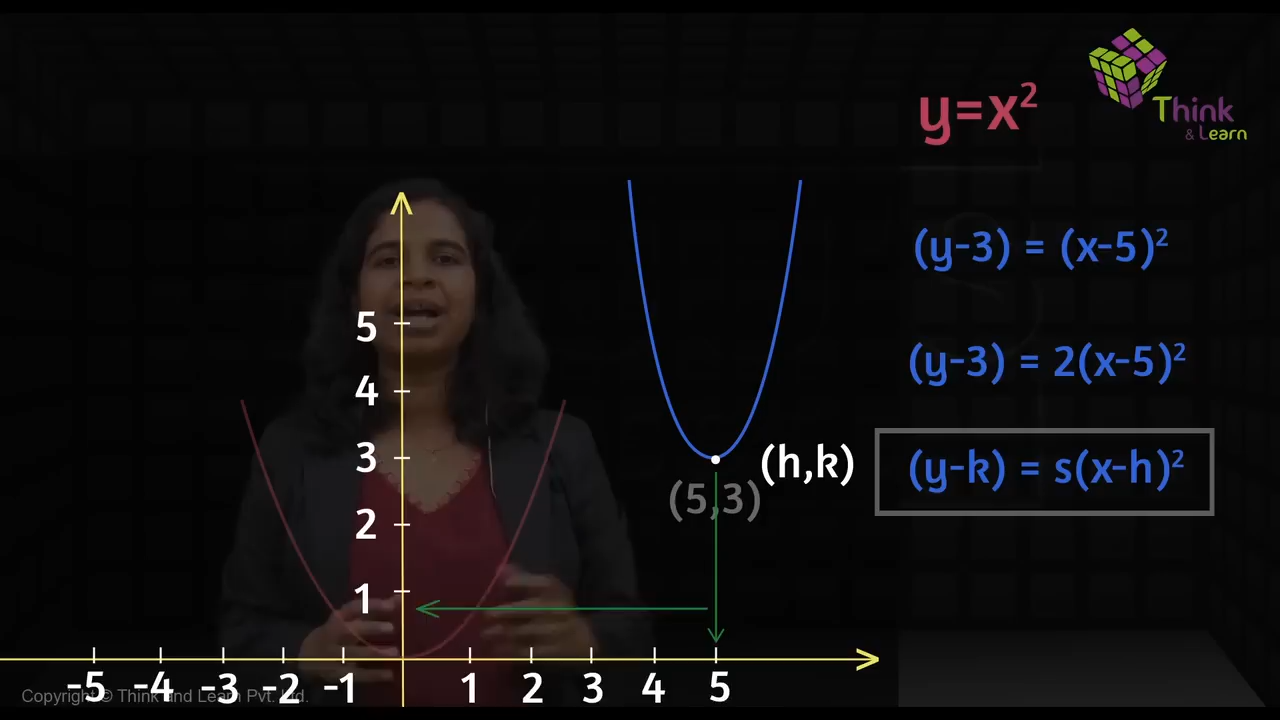 y=x²
Think
& Learn
(y-3) = (x-5)²
(y-3) = 2(x-5)²
(y-k) = s(x-h)²
(h,k)
(5,3)
5
4
3
2
1
-5 -4 -3 -2 -1 1 2 3 4 5
Copyright © Think and Learn Pvt. Ltd.